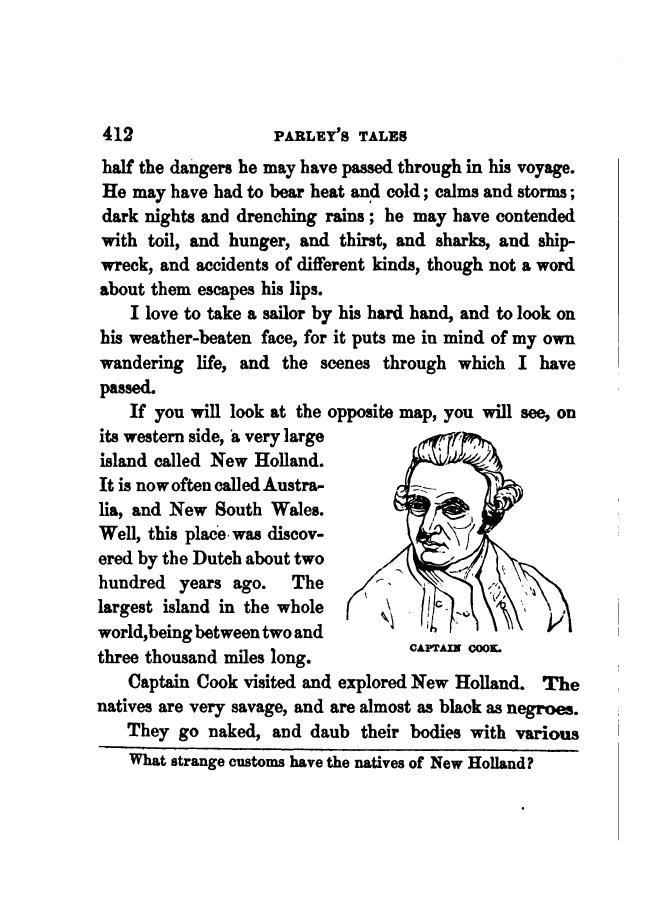 412 PARLEY'S TALES
half the dangers he may have passed through in his voyage.
He may have had to bear heat and cold; calms and storms;
dark nights and drenching rains; he may have contended
with toil, and hunger, and thirst, and sharks, and ship-
wreck, and accidents of different kinds, though not a word
about them escapes his lips.
I love to take a sailor by his hard hand, and to look on
his weather-beaten face, for it puts me in mind of my own
wandering life, and the scenes through which I have
passed.
If you will look at the opposite map, you will see, on
its western side, a very large
island called New Holland.
It is now often called Austra-
lia, and New South Wales.
Well, this place was discov-
ered by the Dutch about two
hundred years ago. The
largest island in the whole
world, being between two and
three thousand miles long.
CAPTAIN COOK.
Captain Cook visited and explored New Holland. The
natives are very savage, and are almost as black as negroes.
They go naked, and daub their bodies with various
What strange customs have the natives of New Holland?